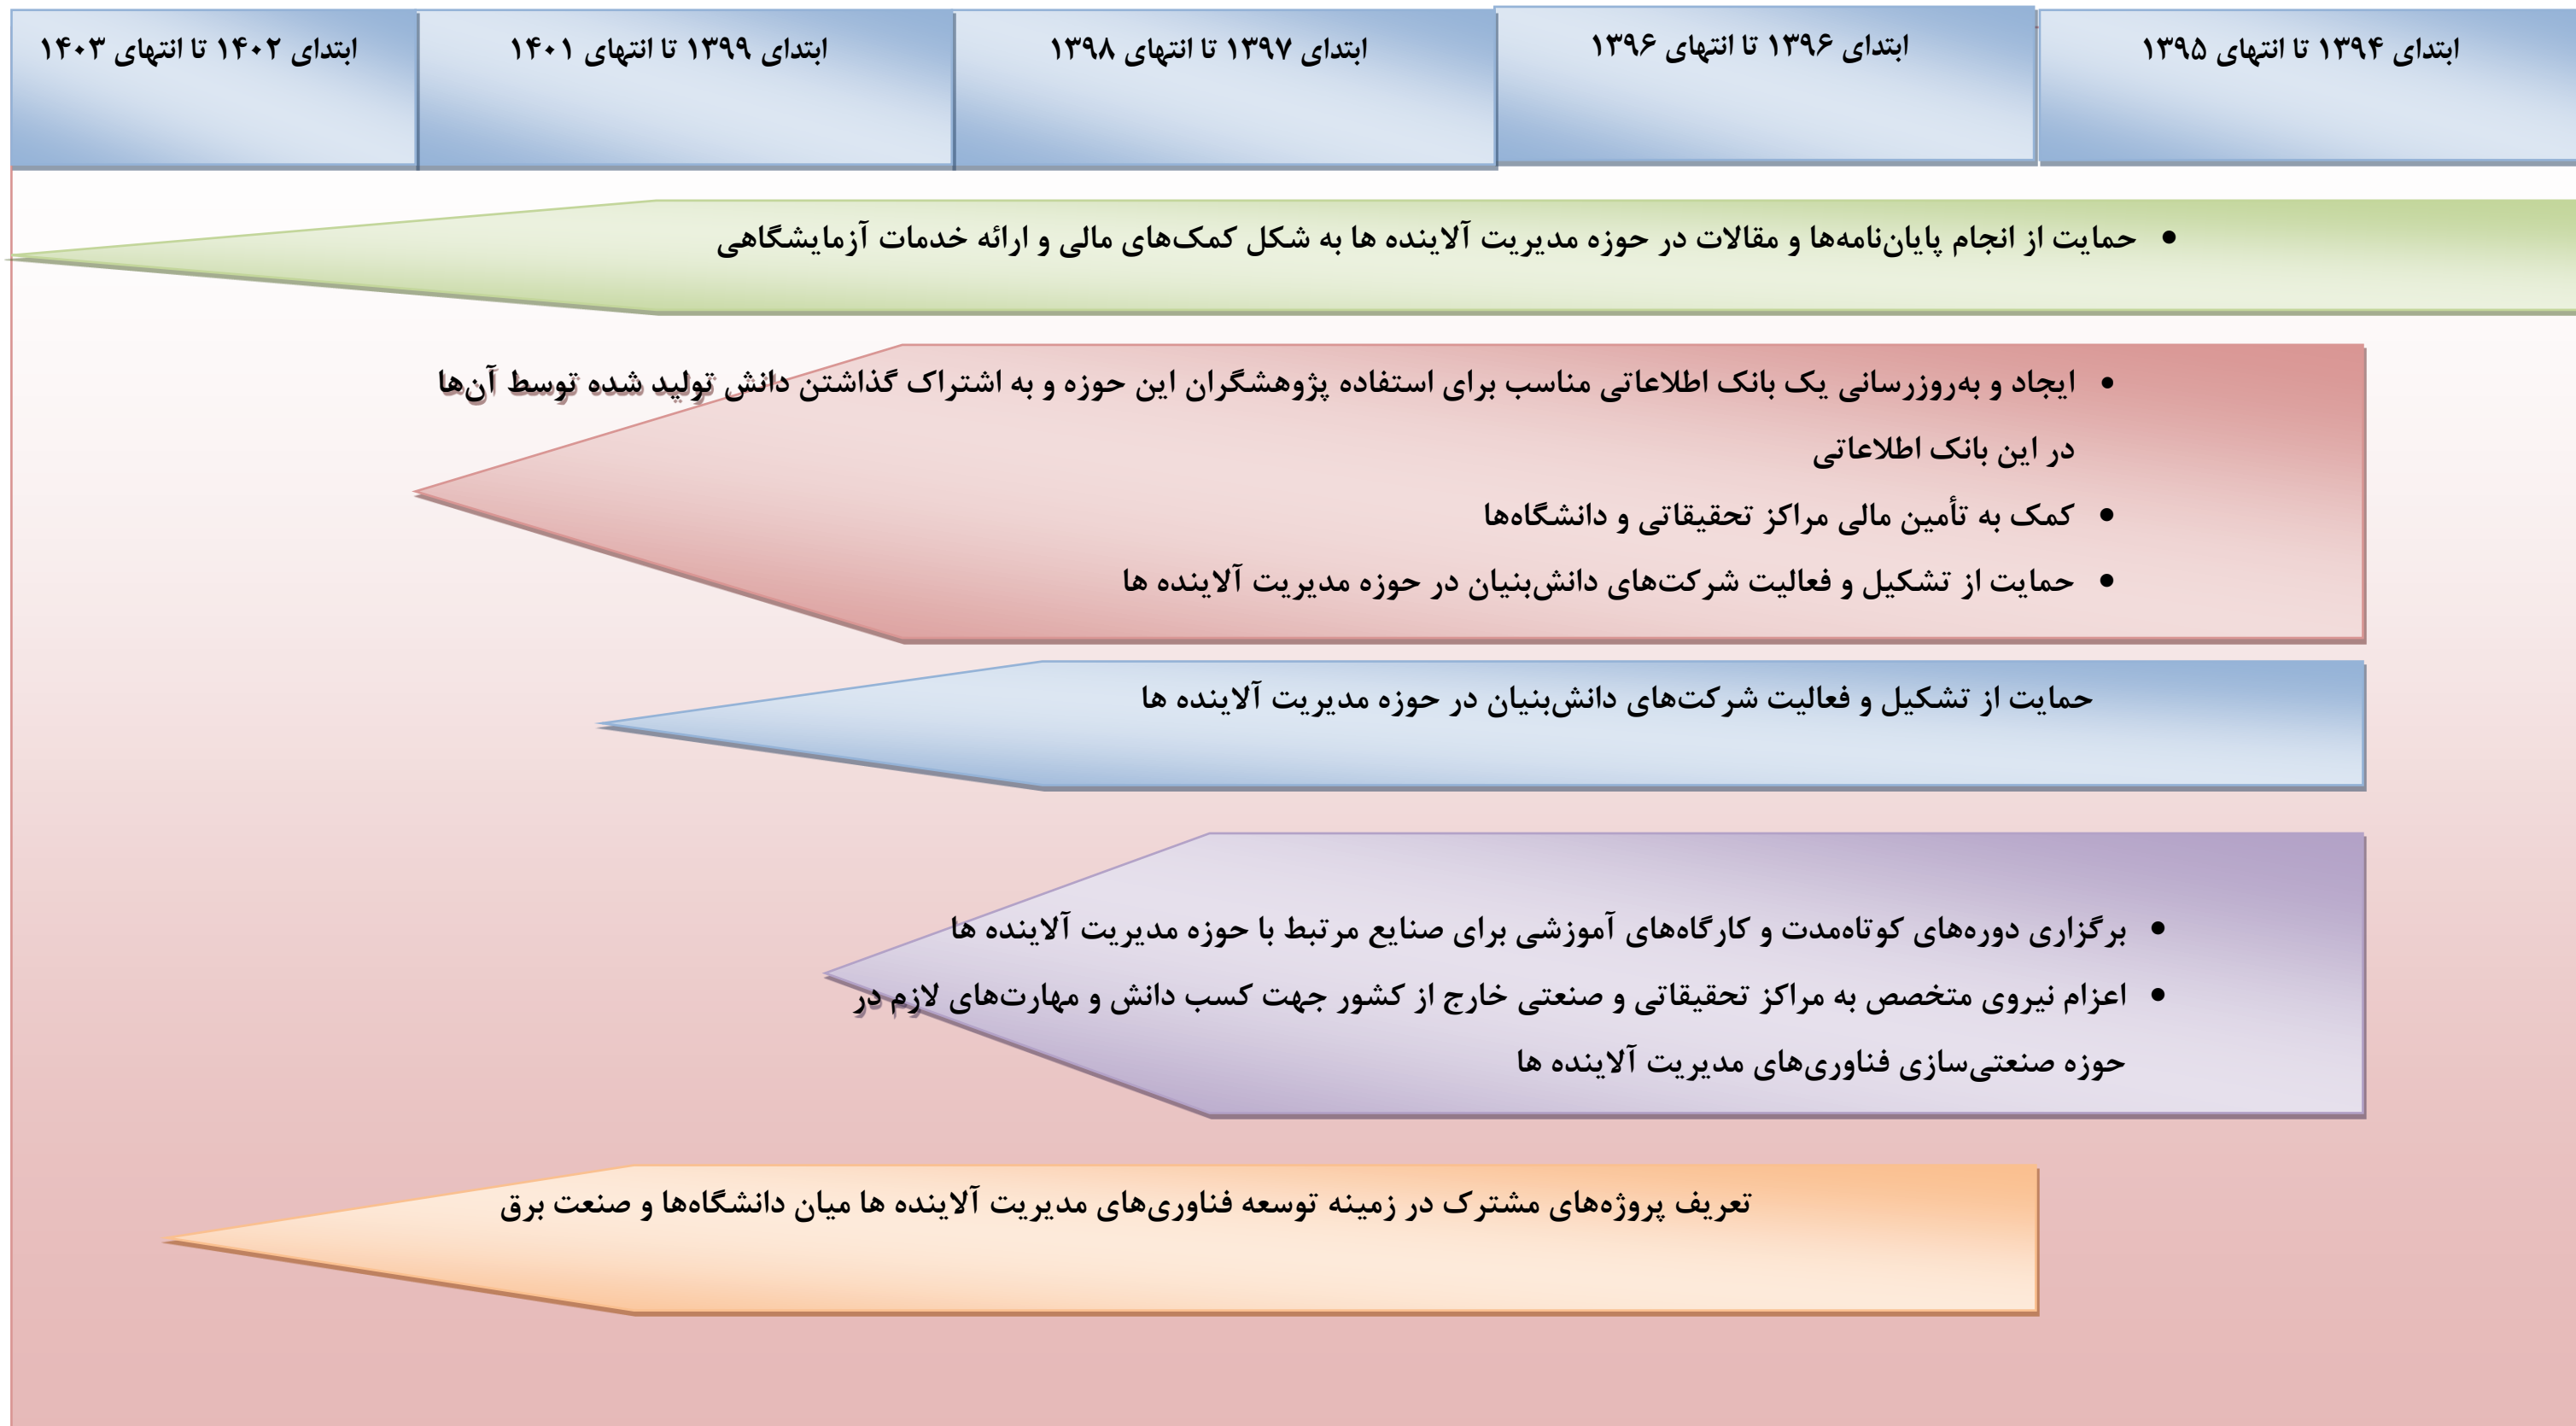 ابتدای ۱۳۹۴ تا انتهای ۱۳۹۵
ابتدای ۱۳۹۶ تا انتهای ۱۳۹۶
ابتدای ۱۳۹۷ تا انتهای ۱۳۹۸
ابتدای ۱۳۹۹ تا انتهای ۱۴۰۱
ابتدای ۱۴۰۲ تا انتهای ۱۴۰۳
• حمایت از انجام پایان‌نامه‌ها و مقالات در حوزه مدیریت آلاینده ها به شکل کمک‌های مالی و ارائه خدمات آزمایشگاهی
• ایجاد و به‌روزرسانی یک بانک اطلاعاتی مناسب برای استفاده پژوهشگران این حوزه و به اشتراک گذاشتن دانش تولید شده توسط آن‌ها
در این بانک اطلاعاتی
• کمک به تأمین مالی مراکز تحقیقاتی و دانشگاه‌ها
• حمایت از تشکیل و فعالیت شرکت‌های دانش‌بنیان در حوزه مدیریت آلاینده ها
حمایت از تشکیل و فعالیت شرکت‌های دانش‌بنیان در حوزه مدیریت آلاینده ها
• برگزاری دوره‌های کوتاه‌مدت و کارگاه‌های آموزشی برای صنایع مرتبط با حوزه مدیریت آلاینده ها
• اعزام نیروی متخصص به مراکز تحقیقاتی و صنعتی خارج از کشور جهت کسب دانش و مهارت‌های لازم در
حوزه صنعتی‌سازی فناوری‌های مدیریت آلاینده ها
تعریف پروژه‌های مشترک در زمینه توسعه فناوری‌های مدیریت آلاینده ها میان دانشگاه‌ها و صنعت برق